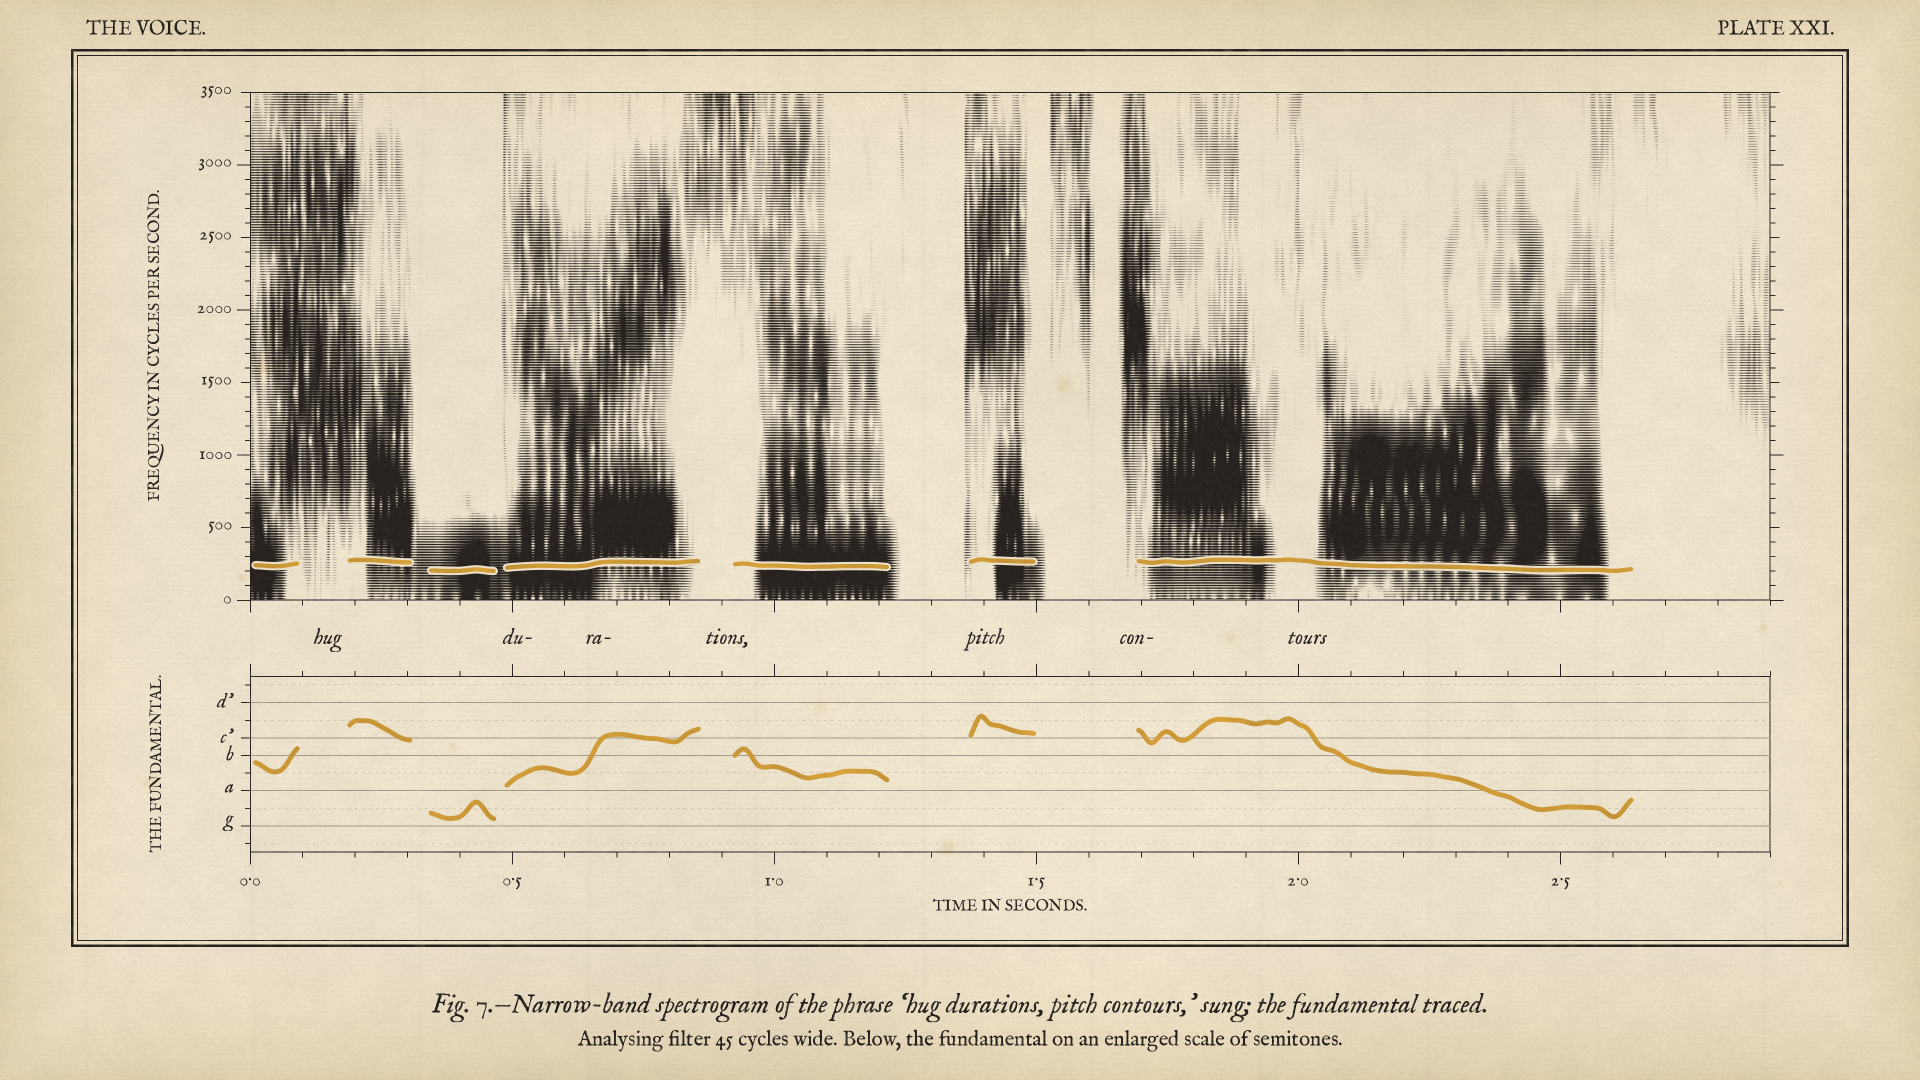 THE VOICE.
PLATE XXI.
3500
3000
2500
2000
1500
1000
500
0
FREQUENCY IN CYCLES PER SECOND.
hug du- ra- tions, pitch con- tours
d’
c’
b
a
g
THE FUNDAMENTAL.
0·0 0·5 1·0 1·5 2·0 2·5
TIME IN SECONDS.
Fig. 7.—Narrow-band spectrogram of the phrase ‘hug durations, pitch contours,’ sung; the fundamental traced.
Analysing filter 45 cycles wide. Below, the fundamental on an enlarged scale of semitones.